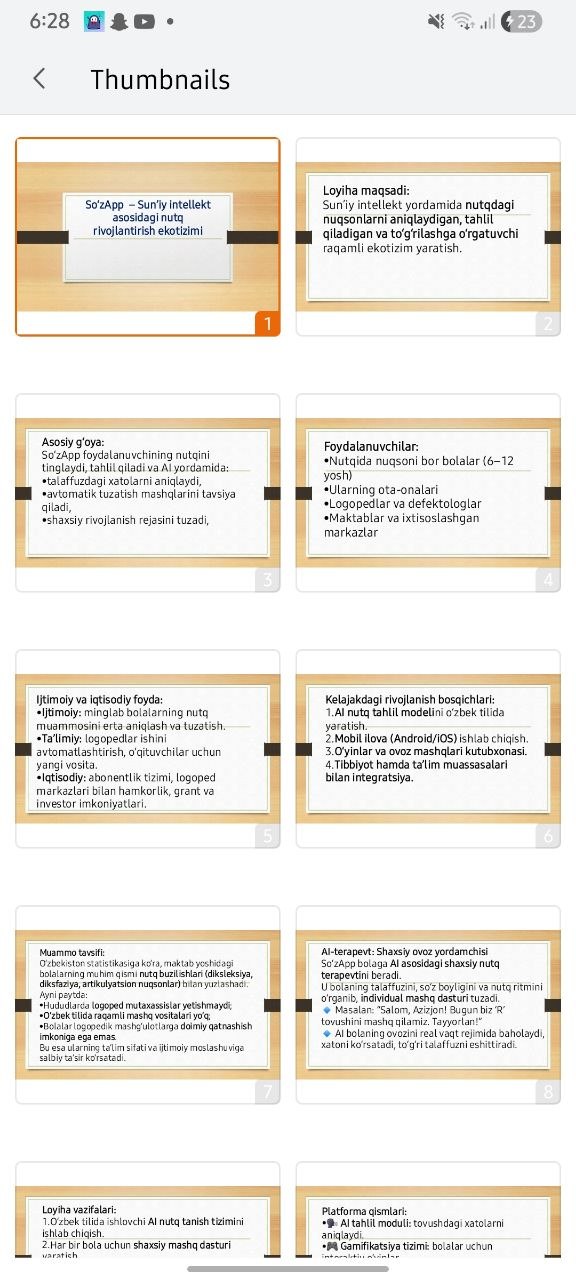 6:28
23
Thumbnails
So‘zApp – Sun’iy intellekt
asosidagi nutq
rivojlantirish ekotizimi
1
Loyiha maqsadi:
Sun’iy intellekt yordamida nutqdagi
nuqsonlarni aniqlaydigan, tahlil
qiladigan va to‘g‘rilashga o‘rgatuvchi
raqamli ekotizim yaratish.
2
Asosiy g‘oya:
So‘zApp foydalanuvchining nutqini
tinglaydi, tahlil qiladi va AI yordamida:
•talaffuzdagi xatolarni aniqlaydi,
•avtomatik tuzatish mashqlarini tavsiya
qiladi,
•shaxsiy rivojlanish rejasini tuzadi,
3
Foydalanuvchilar:
•Nutqida nuqsoni bor bolalar (6–12
yosh)
•Ularning ota-onalari
•Logopedlar va defektologlar
•Maktablar va ixtisoslashgan
markazlar
4
Ijtimoiy va iqtisodiy foyda:
•Ijtimoiy: minglab bolalarning nutq
muammosini erta aniqlash va tuzatish.
•Ta’limiy: logopedlar ishini
avtomatlashtirish, o‘qituvchilar uchun
yangi vosita.
•Iqtisodiy: abonentlik tizimi, logoped
markazlari bilan hamkorlik, grant va
investor imkoniyatlari.
5
Kelajakdagi rivojlanish bosqichlari:
1.AI nutq tahlil modelini o‘zbek tilida
yaratish.
2.Mobil ilova (Android/iOS) ishlab chiqish.
3.O‘yinlar va ovoz mashqlari kutubxonasi.
4.Tibbiyot hamda ta’lim muassasalari
bilan integratsiya.
6
Muammo tavsifi:
O‘zbekiston statistikasiga ko‘ra, maktab yoshidagi
bolalarning muhim qismi nutq buzilishlari (disleksiya,
diksfaziya, artikulyatsion nuqsonlar) bilan yuzlashadi.
Ayni paytda:
•Hududlarda logoped mutaxassislar yetishmaydi;
•O‘zbek tilida raqamli mashq vositalari yo‘q;
•Bolalar logopedik mashg‘ulotlarga doimiy qatnashish
imkoniga ega emas.
Bu esa ularning ta’lim sifati va ijtimoiy moslashuviga
salbiy ta’sir ko‘rsatadi.
7
AI-terapevt: Shaxsiy ovoz yordamchisi
So‘zApp bolaga AI asosidagi shaxsiy nutq
terapevtini beradi.
U bolaning talaffuzini, so‘z boyligini va nutq ritmini
o‘rganib, individual mashq dasturi tuzadi.
🔹 Masalan: “Salom, Azizjon! Bugun biz ‘R’
tovushini mashq qilamiz. Tayyorlan!”
🔹 AI bolaning ovozini real vaqt rejimida baholaydi,
xatoni ko‘rsatadi, to‘g‘ri talaffuzni eshittiradi.
8
Loyiha vazifalari:
1.O‘zbek tilida ishlovchi AI nutq tanish tizimini
ishlab chiqish.
2.Har bir bola uchun shaxsiy mashq dasturi
yaratish.
Platforma qismlari:
•🗣 AI tahlil moduli: tovushdagi xatolarni
aniqlaydi.
•🎮 Gamifikatsiya tizimi: bolalar uchun
interaktiv o‘yinlar.